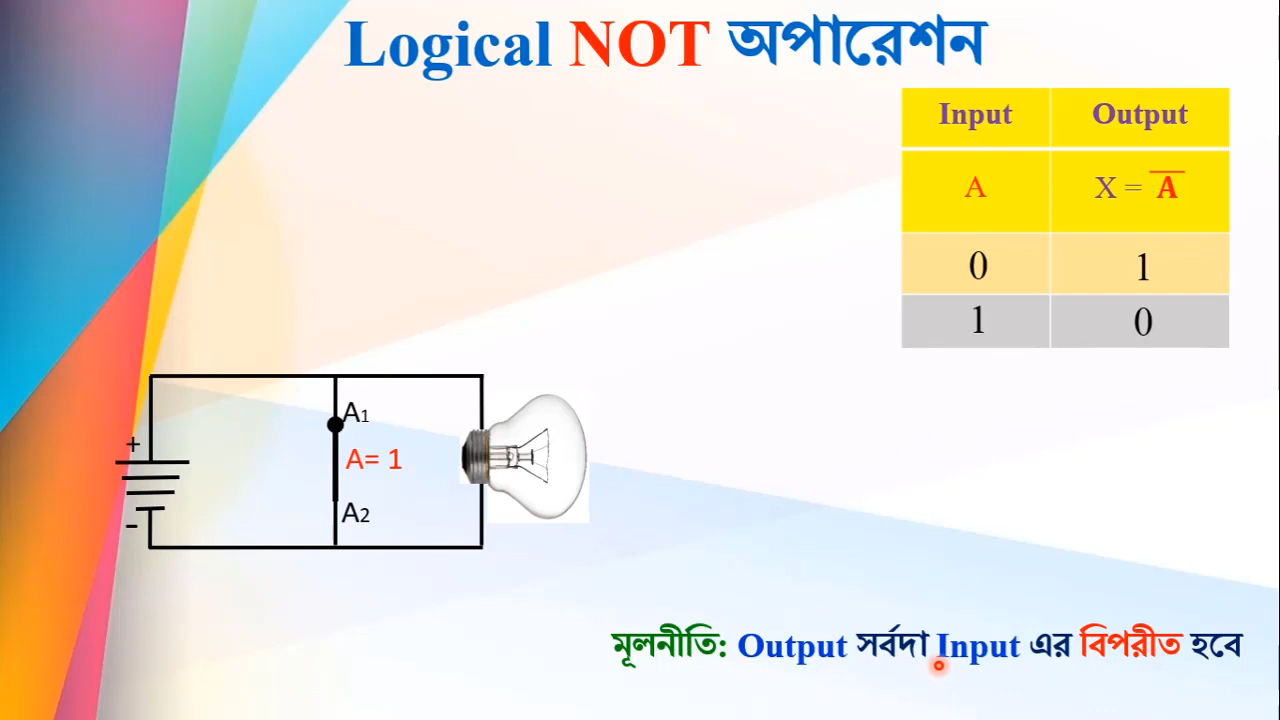 Logical NOT অপারেশন
Input Output
A X = A̅
0 1
1 0
A1
+
A= 1
A2
-
মূলনীতি: Output সর্বদা Input এর বিপরীত হবে